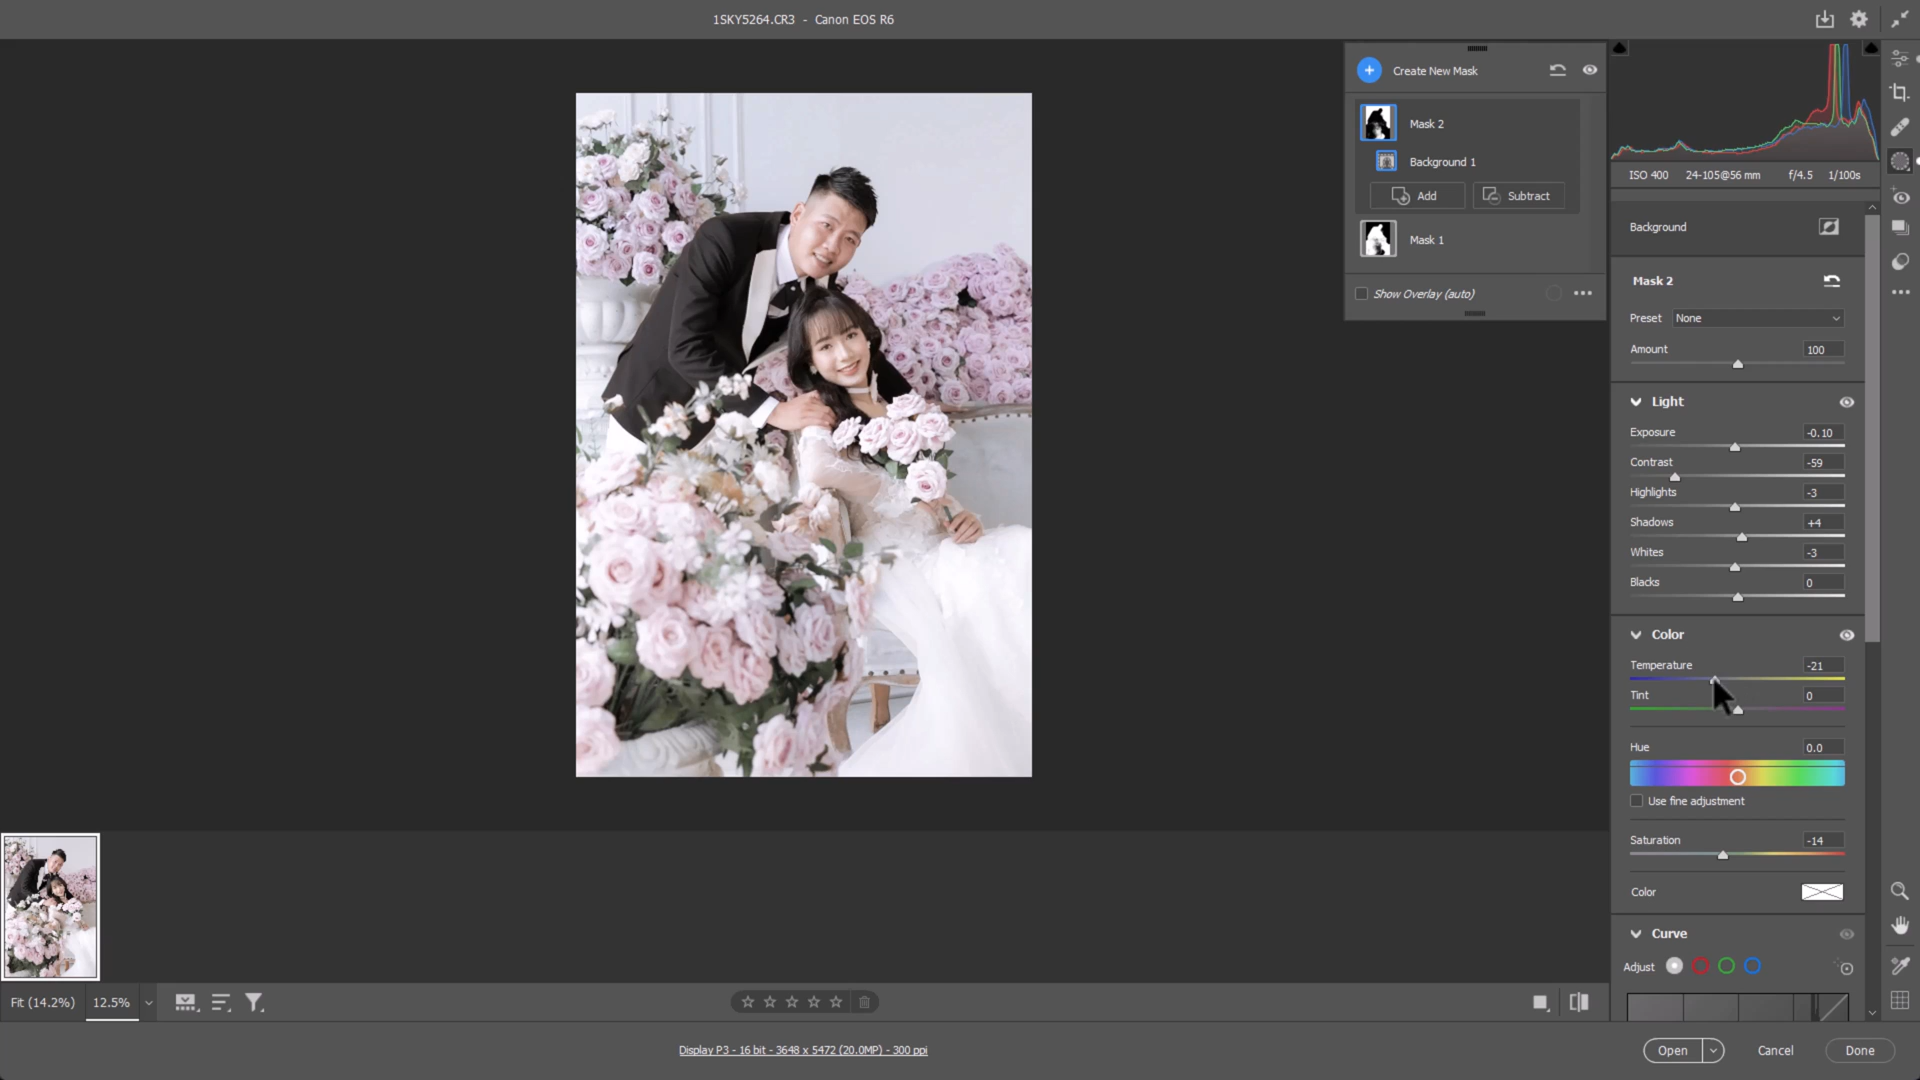 1SKY5264.CR3 - Canon EOS R6
Create New Mask
Mask 2
Background 1
Add
Subtract
Mask 1
Show Overlay (auto)
ISO 400 24-105@56 mm f/4.5 1/100s
Background
Mask 2
Preset None
Amount 100
Light
Exposure -0.10
Contrast -59
Highlights -3
Shadows +4
Whites -3
Blacks 0
Color
Temperature -21
Tint 0
Hue 0.0
Use fine adjustment
Saturation -14
Color
Curve
Adjust
Fit (14.2%) 12.5%
Display P3 - 16 bit - 3648 x 5472 (20.0MP) - 300 ppi
Open
Cancel
Done